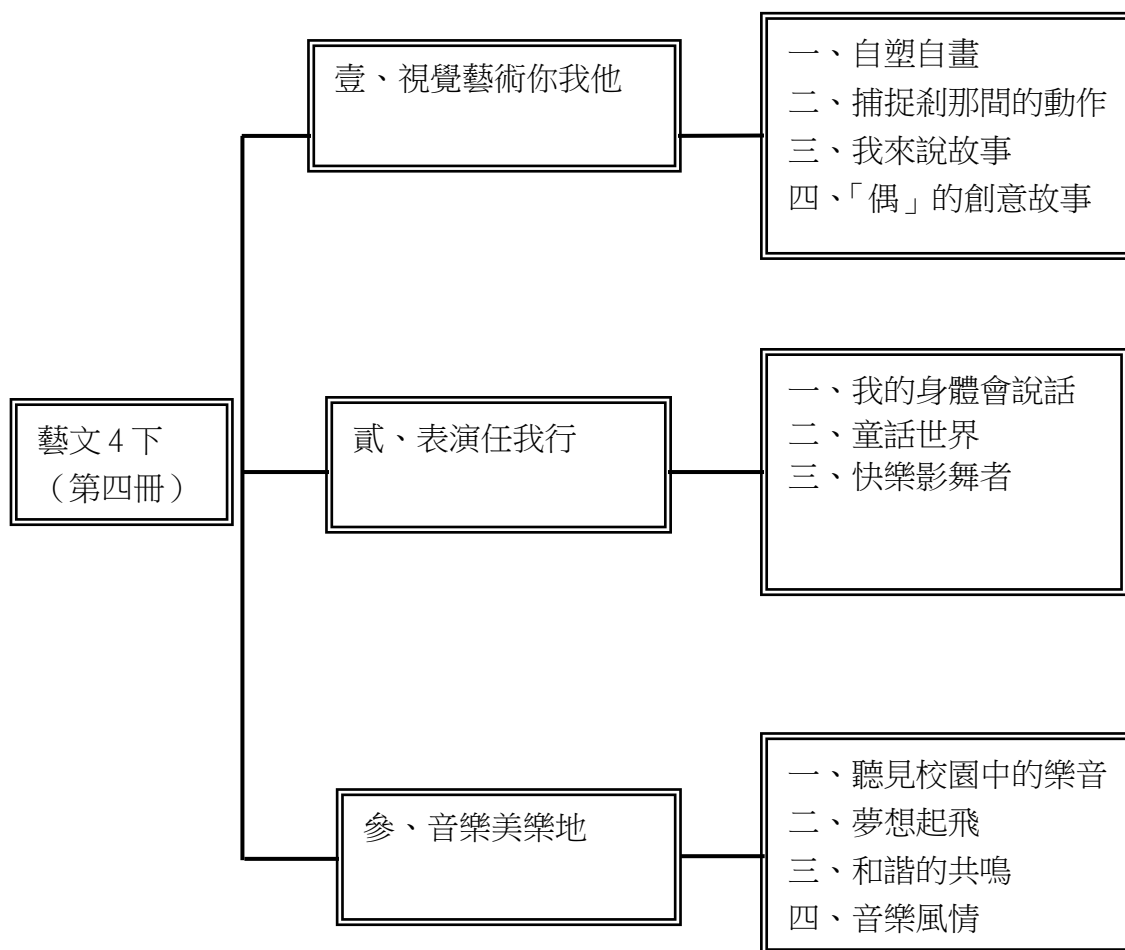 藝文4下
（第四冊）
壹、視覺藝術你我他
一、自塑自畫
二、捕捉剎那間的動作
三、我來說故事
四、「偶」的創意故事
貳、表演任我行
一、我的身體會說話
二、童話世界
三、快樂影舞者
參、音樂美樂地
一、聽見校園中的樂音
二、夢想起飛
三、和諧的共鳴
四、音樂風情